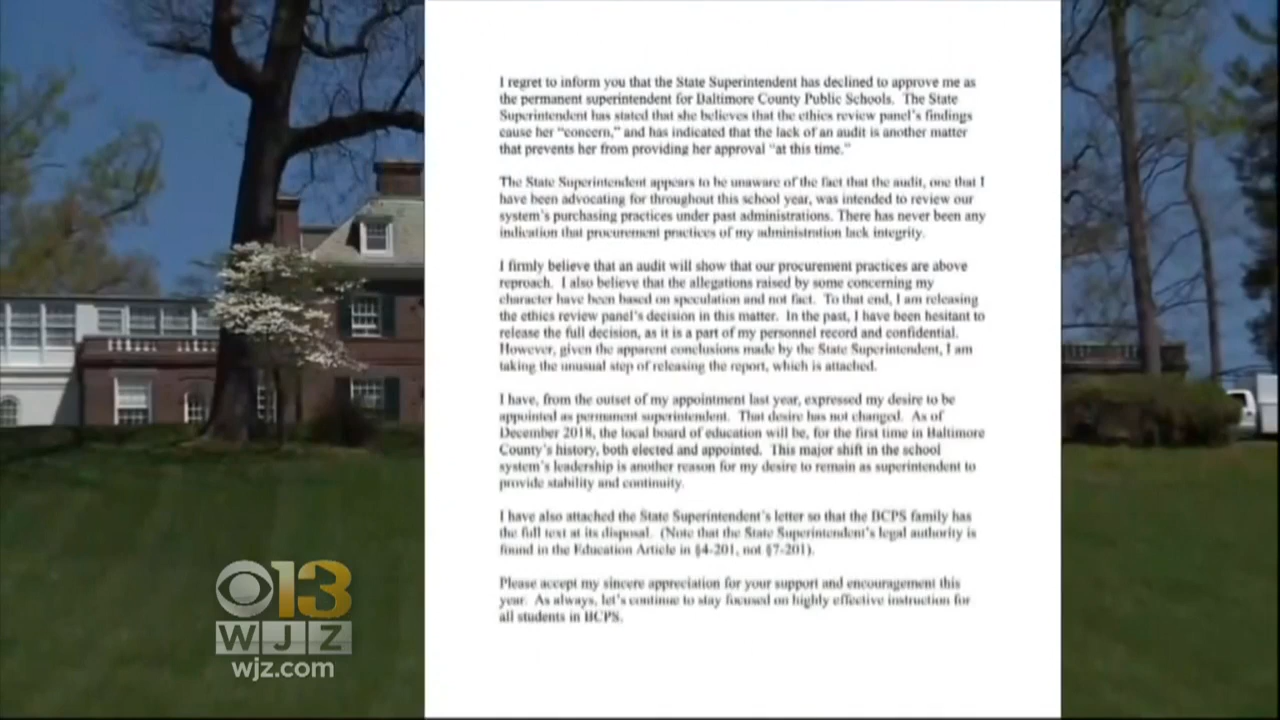 I regret to inform you that the State Superintendent has declined to approve me as
the permanent superintendent for Baltimore County Public Schools.  The State
Superintendent has stated that she believes that the ethics review panel's findings
cause her "concern," and has indicated that the lack of an audit is another matter
that prevents her from providing her approval "at this time."
The State Superintendent appears to be unaware of the fact that the audit, one that I
have been advocating for throughout this school year, was intended to review our
system's purchasing practices under past administrations. There has never been any
indication that procurement practices of my administration lack integrity.
I firmly believe that an audit will show that our procurement practices are above
reproach.  I also believe that the allegations raised by some concerning my
character have been based on speculation and not fact.  To that end, I am releasing
the ethics review panel's decision in this matter.  In the past, I have been hesitant to
release the full decision, as it is a part of my personnel record and confidential.
However, given the apparent conclusions made by the State Superintendent, I am
taking the unusual step of releasing the report, which is attached.
I have, from the outset of my appointment last year, expressed my desire to be
appointed as permanent superintendent.  That desire has not changed.  As of
December 2018, the local board of education will be, for the first time in Baltimore
County's history, both elected and appointed.  This major shift in the school
system's leadership is another reason for my desire to remain as superintendent to
provide stability and continuity.
I have also attached the State Superintendent's letter so that the BCPS family has
the full text at its disposal.  (Note that the State Superintendent's legal authority is
found in the Education Article in §4-201, not §7-201).
Please accept my sincere appreciation for your support and encouragement this
year.  As always, let's continue to stay focused on highly effective instruction for
all students in BCPS.
13
WJZ
wjz.com